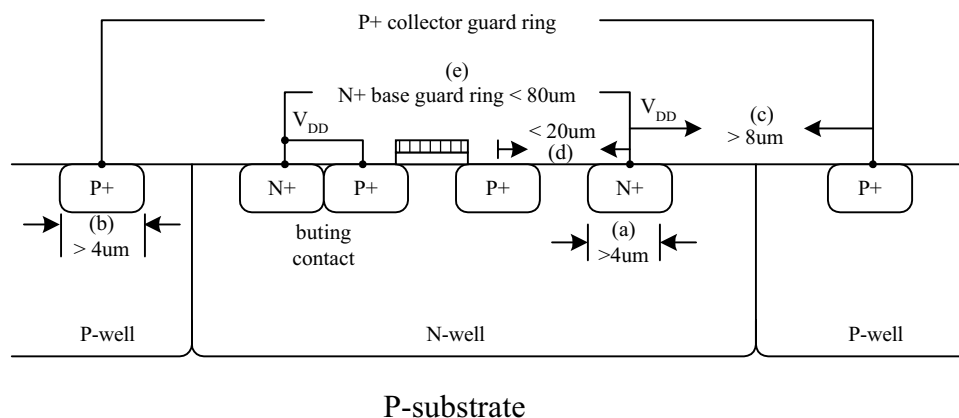 P+ collector guard ring
(e)
N+ base guard ring < 80um
V_DD
V_DD
(c)
> 8um
< 20um
(d)
P+
N+
P+
P+
N+
P+
(b)
> 4um
buting
contact
(a)
>4um
P-well
N-well
P-well
P-substrate